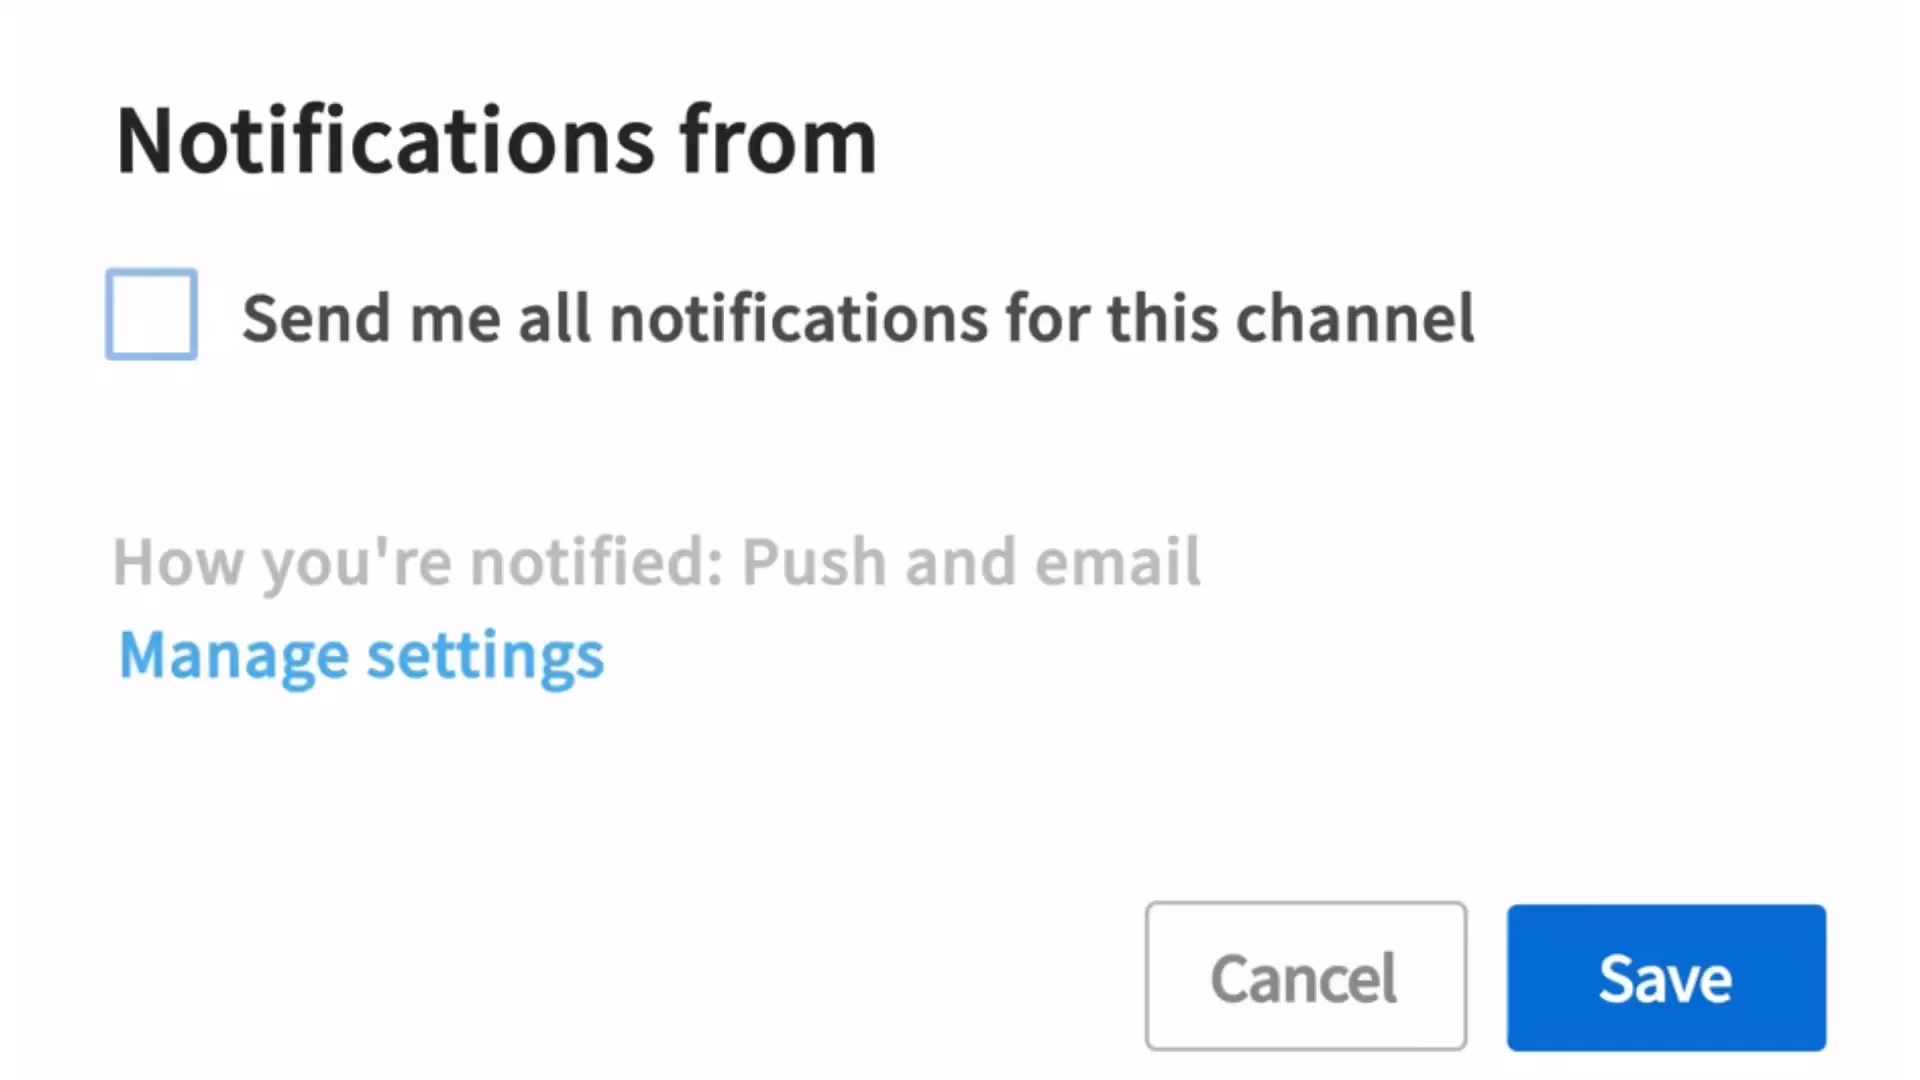 Notifications from
Send me all notifications for this channel
How you're notified: Push and email
Manage settings
Cancel
Save